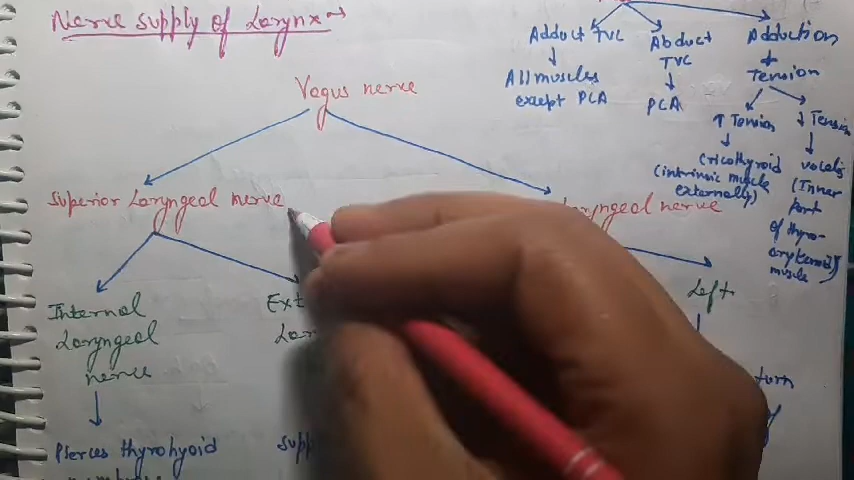 Nerve supply of Larynx
Adduct TVC
All muscles
except PCA
Abduct
TVC
PCA
Adduction
+
Tension
↑ Tension
Cricothyroid
(intrinsic muscle
externally)
↓ Tension
vocalis
(Inner
part
of thyro-
muscle)
Vagus nerve
Superior Laryngeal nerve
Laryngeal nerve
Internal
Laryngeal
nerve
Pierces thyrohyoid
Left
turn